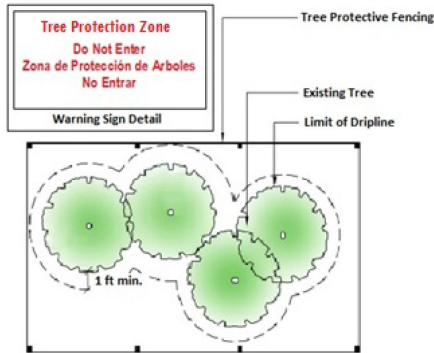 Tree Protection Zone
Do Not Enter
Zona de Protección de Arboles
No Entrar
Warning Sign Detail
Tree Protective Fencing
Existing Tree
Limit of Dripline
1 ft min.